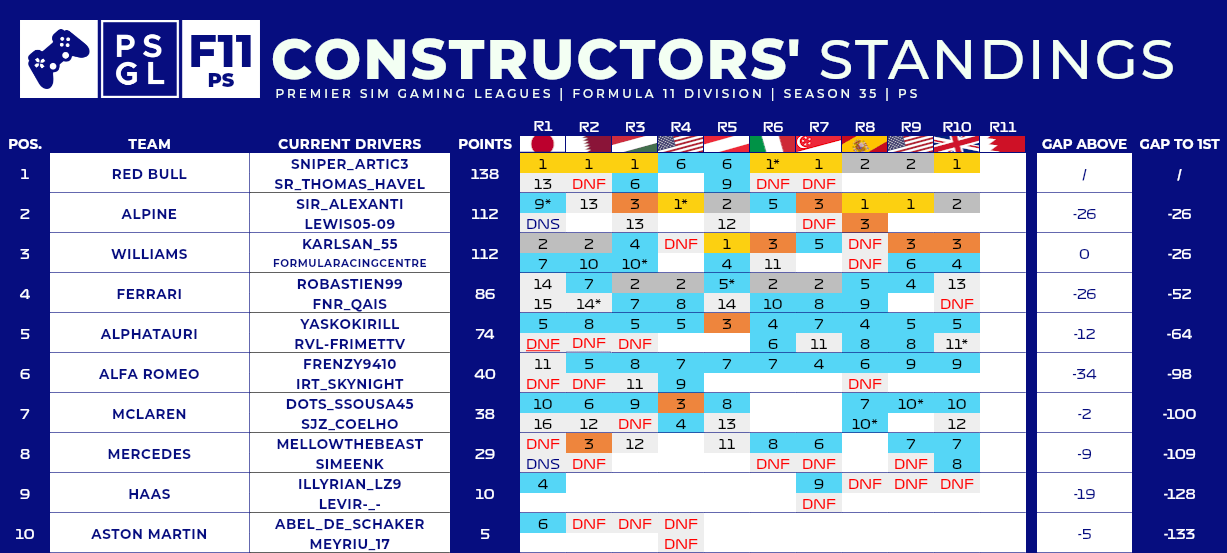 PS
GL
F11
PS
CONSTRUCTORS' STANDINGS
PREMIER SIM GAMING LEAGUES | FORMULA 11 DIVISION | SEASON 35 | PS
R1 R2 R3 R4 R5 R6 R7 R8 R9 R10 R11
POS. TEAM CURRENT DRIVERS POINTS GAP ABOVE GAP TO 1ST
SNIPER_ARTIC3 1 1 1 6 6 1* 1 2 2 1
1 RED BULL 138 / /
SR_THOMAS_HAVEL 13 DNF 6 9 DNF DNF
SIR_ALEXANTI 9* 13 3 1* 2 5 3 1 1 2
2 ALPINE 112 -26 -26
LEWIS05-09 DNS 13 12 DNF 3
KARLSAN_55 2 2 4 DNF 1 3 5 DNF 3 3
3 WILLIAMS 112 0 -26
FORMULARACINGCENTRE 7 10 10* 4 11 DNF 6 4
ROBASTIEN99 14 7 2 2 5* 2 2 5 4 13
4 FERRARI 86 -26 -52
FNR_QAIS 15 14* 7 8 14 10 8 9 DNF
YASKOKIRILL 5 8 5 5 3 4 7 4 5 5
5 ALPHATAURI 74 -12 -64
RVL-FRIMETTV DNF DNF DNF 6 11 8 8 11*
FRENZY9410 11 5 8 7 7 7 4 6 9 9
6 ALFA ROMEO 40 -34 -98
IRT_SKYNIGHT DNF DNF 11 9 DNF
DOTS_SSOUSA45 10 6 9 3 8 7 10* 10
7 MCLAREN 38 -2 -100
SJZ_COELHO 16 12 DNF 4 13 10* 12
MELLOWTHEBEAST DNF 3 12 11 8 6 7 7
8 MERCEDES 29 -9 -109
SIMEENK DNS DNF DNF DNF DNF 8
ILLYRIAN_LZ9 4 9 DNF DNF DNF
9 HAAS 10 -19 -128
LEVIR-_- DNF
ABEL_DE_SCHAKER 6 DNF DNF DNF
10 ASTON MARTIN 5 -5 -133
MEYRIU_17 DNF